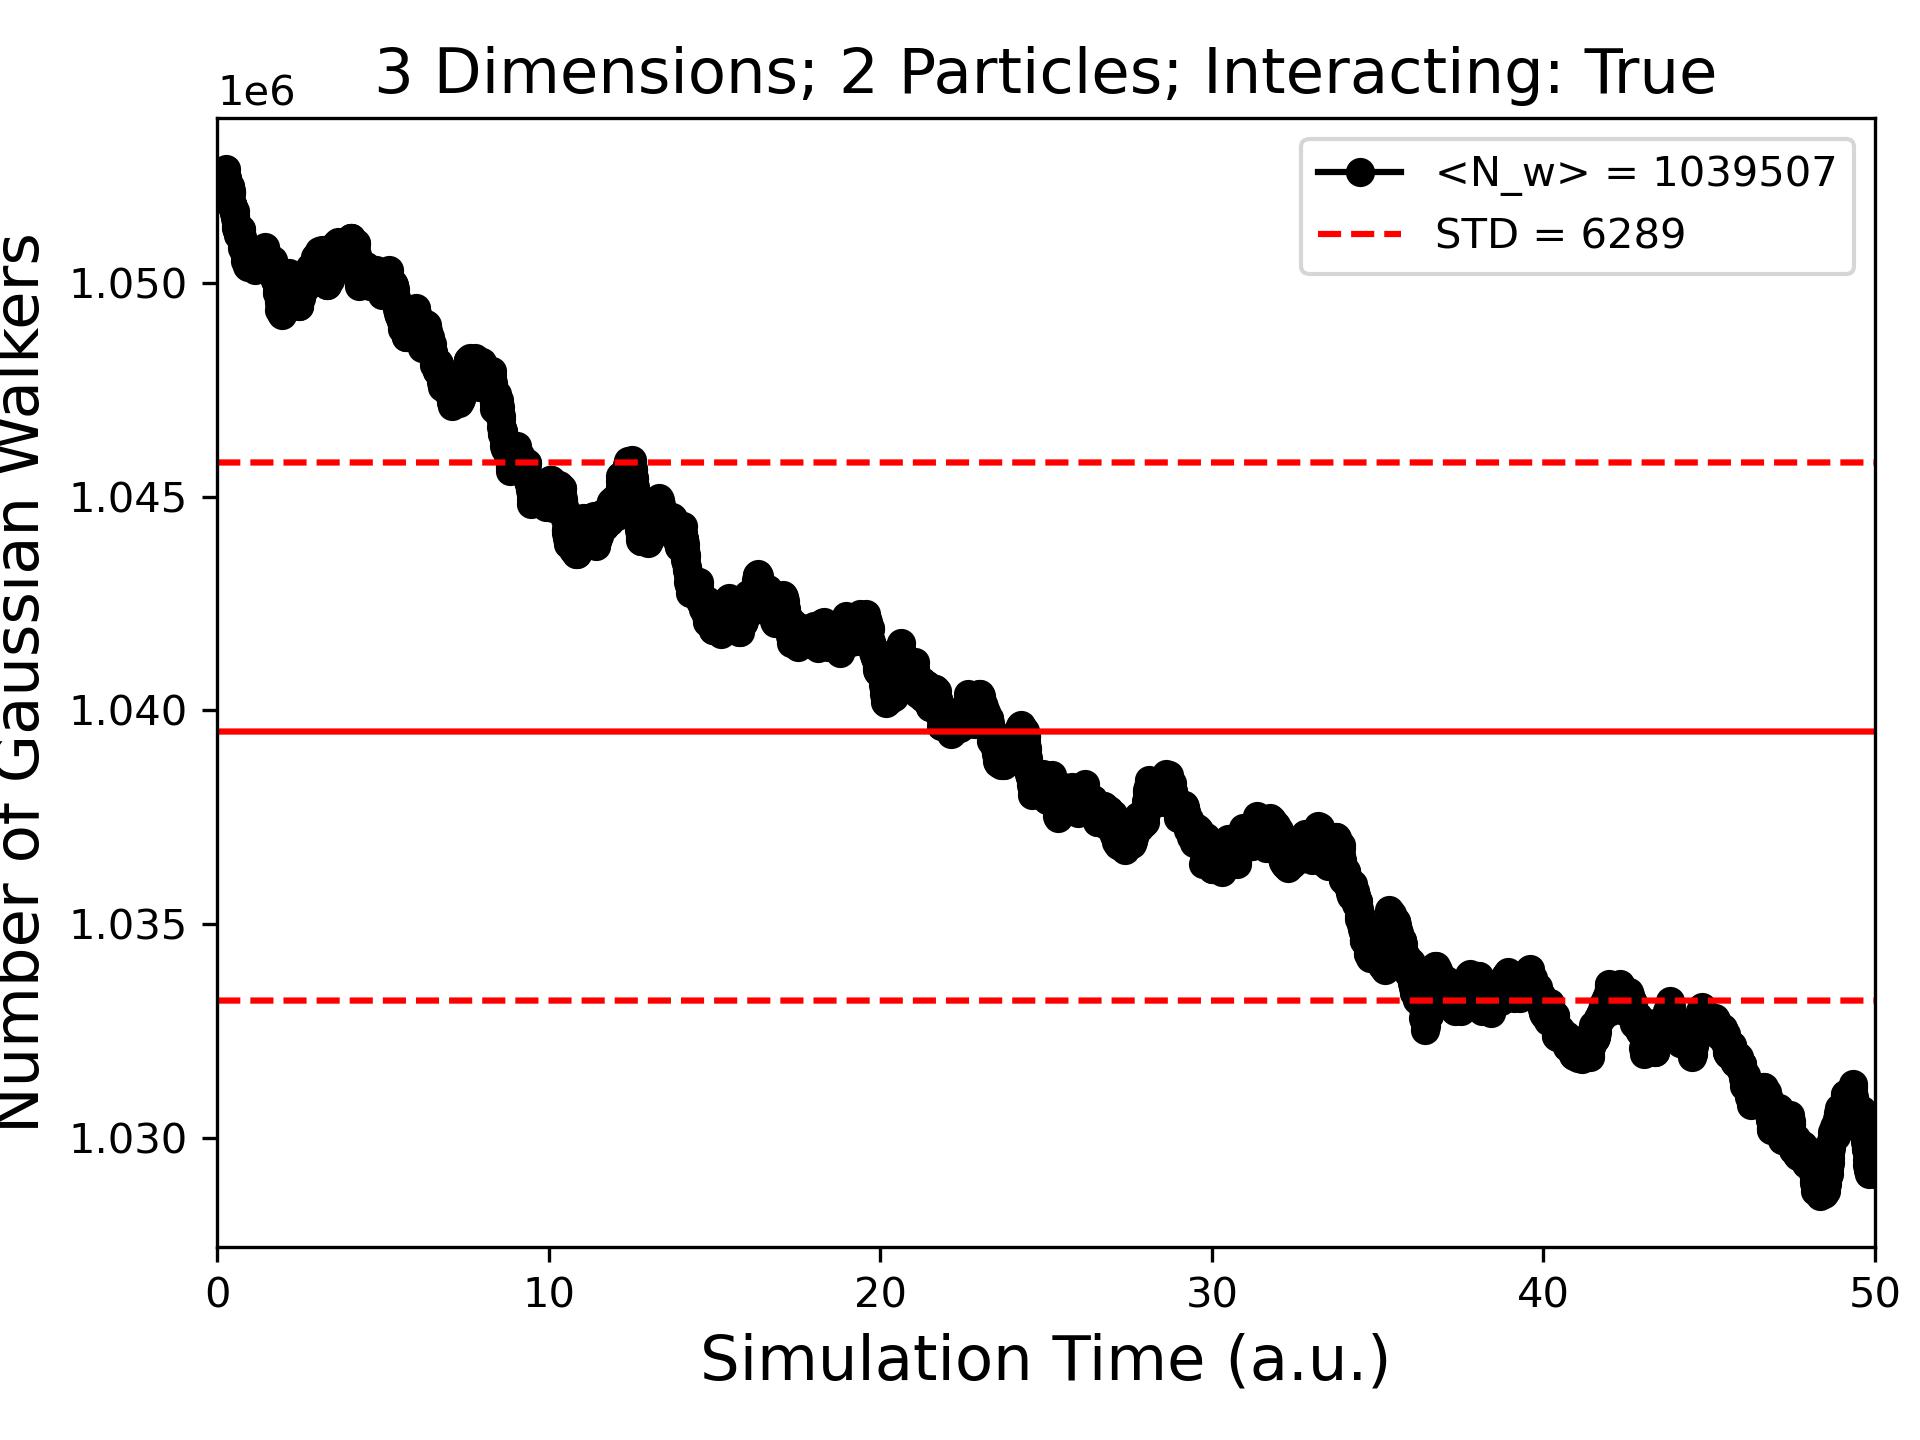 3 Dimensions; 2 Particles; Interacting: True
1e6
<N_w> = 1039507
STD = 6289
Number of Gaussian Walkers
1.050
1.045
1.040
1.035
1.030
0 10 20 30 40 50
Simulation Time (a.u.)